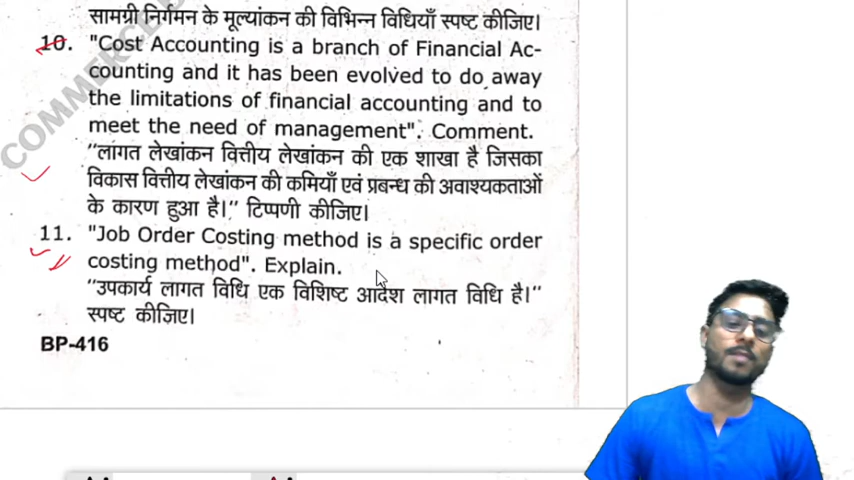 सामग्री निर्गमन के मूल्यांकन की विभिन्न विधियाँ स्पष्ट कीजिए।
10. "Cost Accounting is a branch of Financial Ac-
counting and it has been evolved to do away
the limitations of financial accounting and to
meet the need of management". Comment.
"लागत लेखांकन वित्तीय लेखांकन की एक शाखा है जिसका
विकास वित्तीय लेखांकन की कमियाँ एवं प्रबन्ध की अवाश्यकताओं
के कारण हुआ है।" टिप्पणी कीजिए।
11. "Job Order Costing method is a specific order
costing method". Explain.
"उपकार्य लागत विधि एक विशिष्ट आदेश लागत विधि है।"
स्पष्ट कीजिए।
BP-416